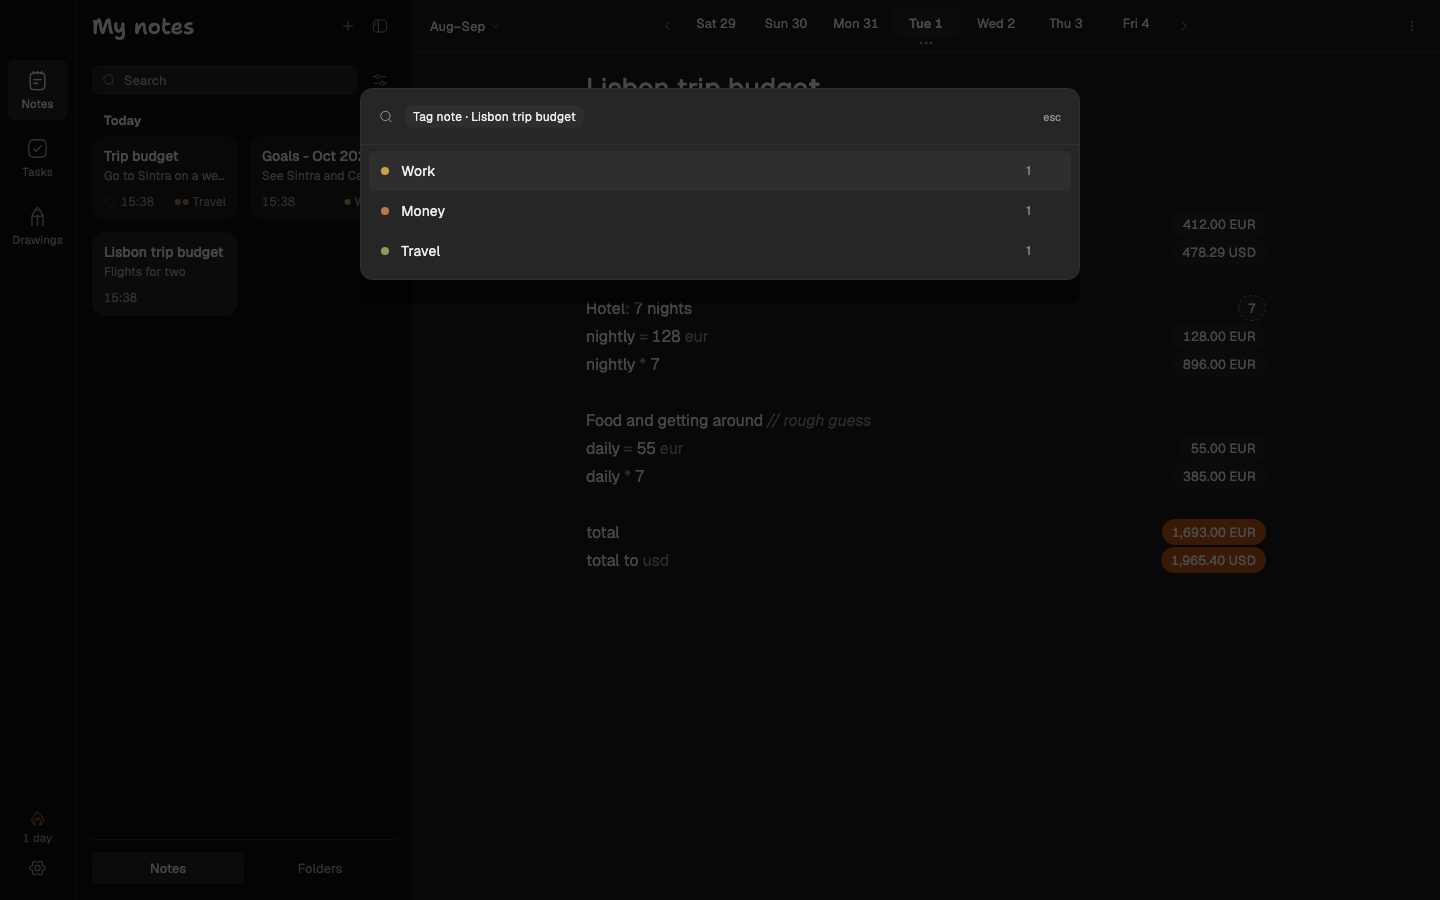 My notes
Search
Notes
Tasks
Drawings
1 day
Today
Trip budget
Go to Sintra on a we...
15:38
Travel
Goals - Oct 20
See Sintra and Ca
15:38
Lisbon trip budget
Flights for two
15:38
Notes
Folders
Aug–Sep
Sat 29
Sun 30
Mon 31
Tue 1
Wed 2
Thu 3
Fri 4
Lisbon trip budget
Tag note · Lisbon trip budget
esc
Work 1
Money 1
Travel 1
412.00 EUR
478.29 USD
Hotel: 7 nights 7
nightly = 128 eur 128.00 EUR
nightly * 7 896.00 EUR
Food and getting around // rough guess
daily = 55 eur 55.00 EUR
daily * 7 385.00 EUR
total 1,693.00 EUR
total to usd 1,965.40 USD